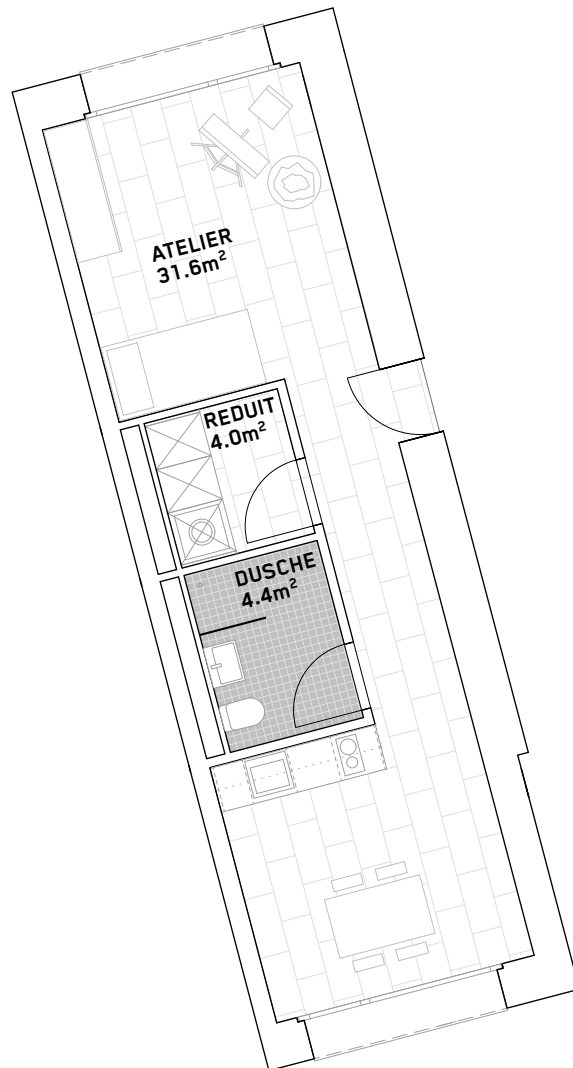 ATELIER
31.6m²
REDUIT
4.0m²
DUSCHE
4.4m²